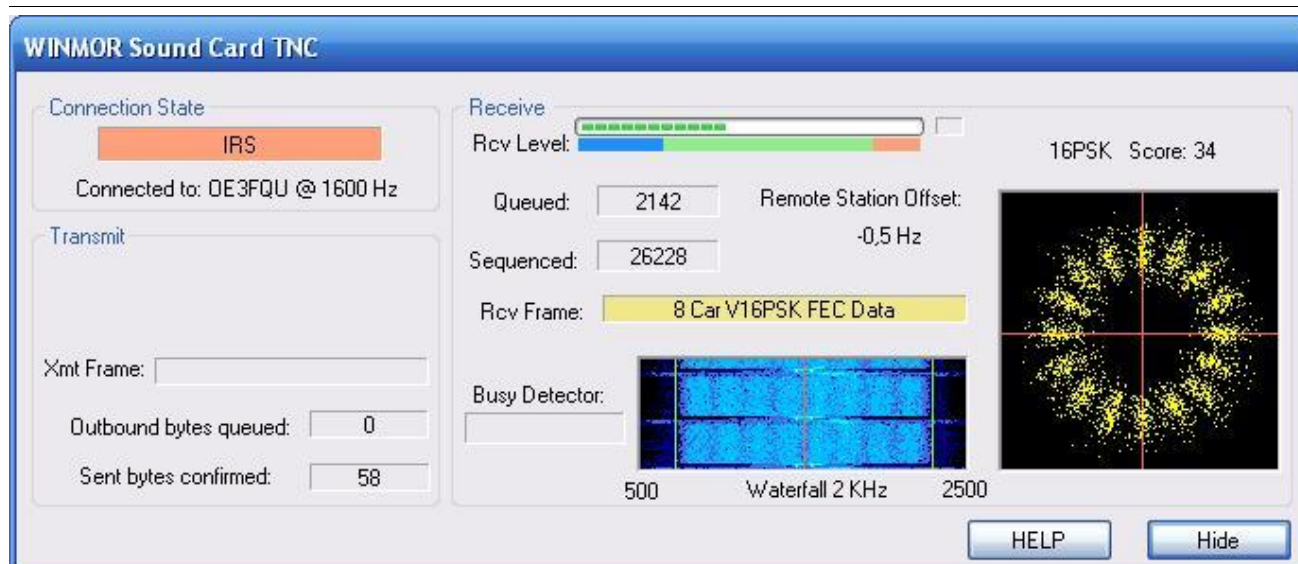 WINMOR Sound Card TNC
Connection State
IRS
Connected to: OE3FQU @ 1600 Hz
Transmit
Xmt Frame:
Outbound bytes queued: 0
Sent bytes confirmed: 58
Receive
Rcv Level:
Queued: 2142
Remote Station Offset:
-0,5 Hz
Sequenced: 26228
Rcv Frame: 8 Car V16PSK FEC Data
Busy Detector:
500 Waterfall 2 KHz 2500
16PSK Score: 34
HELP Hide